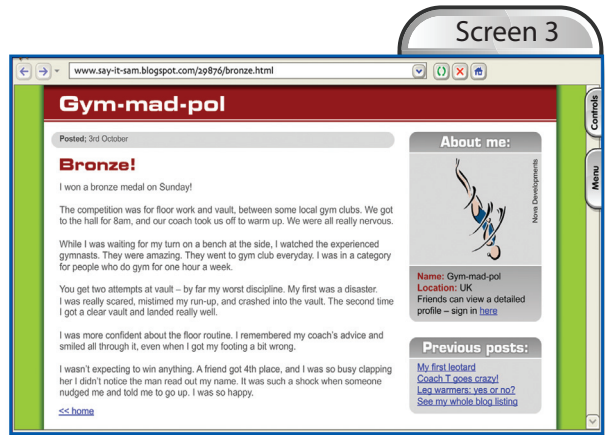 Screen 3
www.say-it-sam.blogspot.com/29876/bronze.html
Gym-mad-pol
Posted; 3rd October
Bronze!
I won a bronze medal on Sunday!
The competition was for floor work and vault, between some local gym clubs. We got
to the hall for 8am, and our coach took us off to warm up. We were all really nervous.
While I was waiting for my turn on a bench at the side, I watched the experienced
gymnasts. They were amazing. They went to gym club everyday. I was in a category
for people who do gym for one hour a week.
You get two attempts at vault – by far my worst discipline. My first was a disaster.
I was really scared, mistimed my run-up, and crashed into the vault. The second time
I got a clear vault and landed really well.
I was more confident about the floor routine. I remembered my coach's advice and
smiled all through it, even when I got my footing a bit wrong.
I wasn't expecting to win anything. A friend got 4th place, and I was so busy clapping
her I didn't notice the man read out my name. It was such a shock when someone
nudged me and told me to go up. I was so happy.
<< home
About me:
Nova Developments
Name: Gym-mad-pol
Location: UK
Friends can view a detailed
profile – sign in here
Previous posts:
My first leotard
Coach T goes crazy!
Leg warmers: yes or no?
See my whole blog listing
Controls
Menu